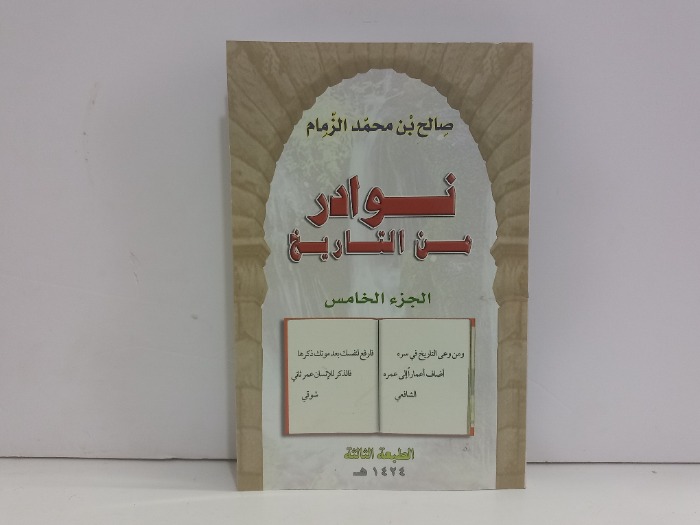 صالح بن محمد الزمام
نوادر
من التاريخ
الجزء الخامس
ومن وعى التاريخ في سره
أضاف أعماراً إلى عمره
الشافعي
فارفع لنفسك بعد موتك ذكرها
فالذكر للإنسان عمر ثاني
شوقي
الطبعة الثالثة
١٤٢٤ هـ